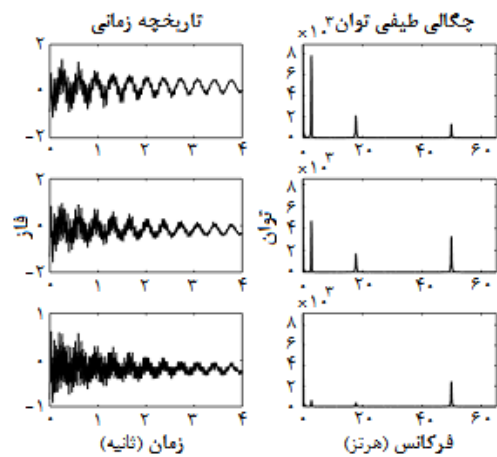 تاریخچه زمانی
چگالی طیفی توان
×۱۰^۳
۲
۰
−۲
۰ ۱ ۲ ۳ ۴
۸
۶
۴
۲
۰
۲۰ ۴۰ ۶۰
فاز
۲
۰
−۲
۰ ۱ ۲ ۳ ۴
توان
×۱۰^۳
۸
۶
۴
۲
۰
۲۰ ۴۰ ۶۰
۱
۰
−۱
۰ ۱ ۲ ۳ ۴
زمان (ثانیه)
×۱۰^۳
۸
۶
۴
۲
۰
۲۰ ۴۰ ۶۰
فرکانس (هرتز)